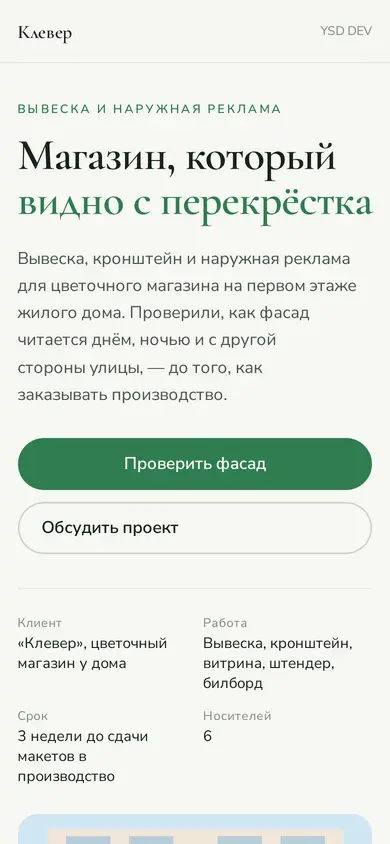 Клевер
YSD DEV
ВЫВЕСКА И НАРУЖНАЯ РЕКЛАМА
Магазин, который
видно с перекрёстка
Вывеска, кронштейн и наружная реклама
для цветочного магазина на первом этаже
жилого дома. Проверили, как фасад
читается днём, ночью и с другой
стороны улицы, — до того, как
заказывать производство.
Проверить фасад
Обсудить проект
Клиент
«Клевер», цветочный
магазин у дома
Работа
Вывеска, кронштейн,
витрина, штендер,
билборд
Срок
3 недели до сдачи
макетов в
производство
Носителей
6